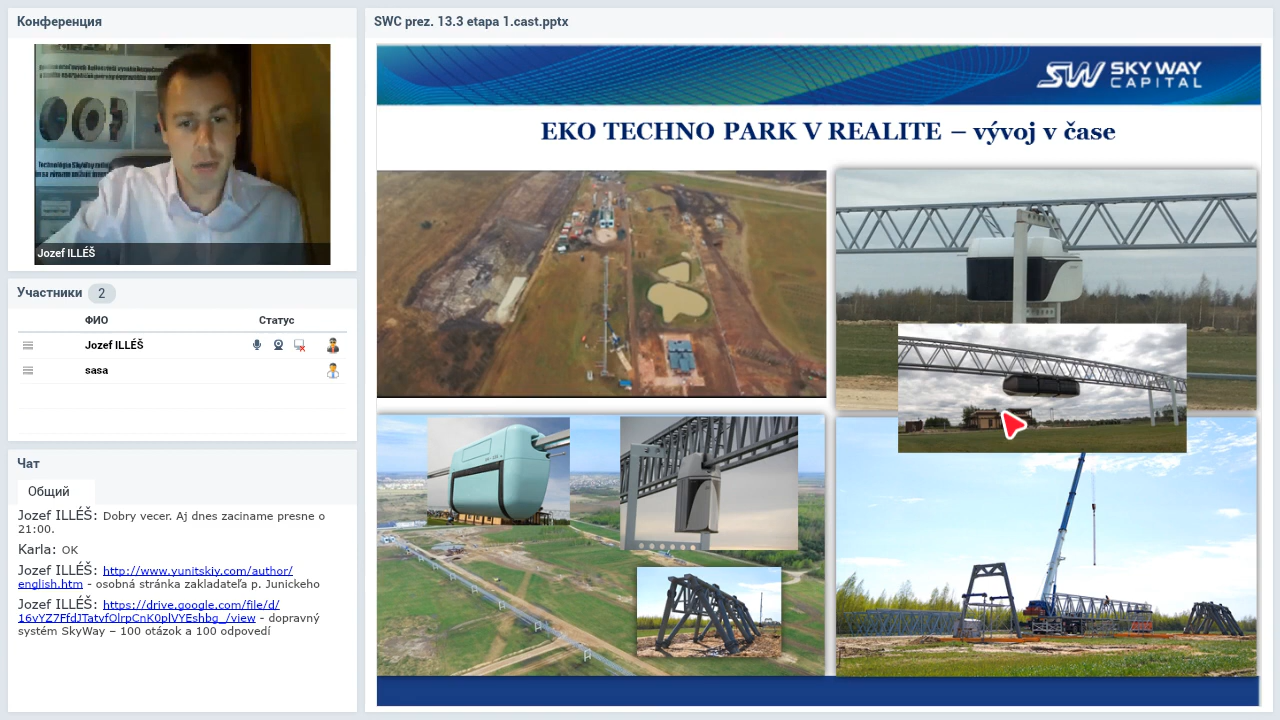 Конференция
Jozef ILLÉŠ
Участники 2
ФИО Статус
Jozef ILLÉŠ
sasa
Чат
Общий
Jozef ILLÉŠ: Dobry vecer. Aj dnes zaciname presne o
21:00.
Karla: OK
Jozef ILLÉŠ: http://www.yunitskiy.com/author/
english.htm - osobná stránka zakladateľa p. Junickeho
Jozef ILLÉŠ: https://drive.google.com/file/d/
16vYZ7FfdJTatvfOlrpCnK0plVYEshbg_/view - dopravný
systém SkyWay – 100 otázok a 100 odpovedí
SWC prez. 13.3 etapa 1.cast.pptx
SW SKY WAY
CAPITAL
EKO TECHNO PARK V REALITE – vývoj v čase